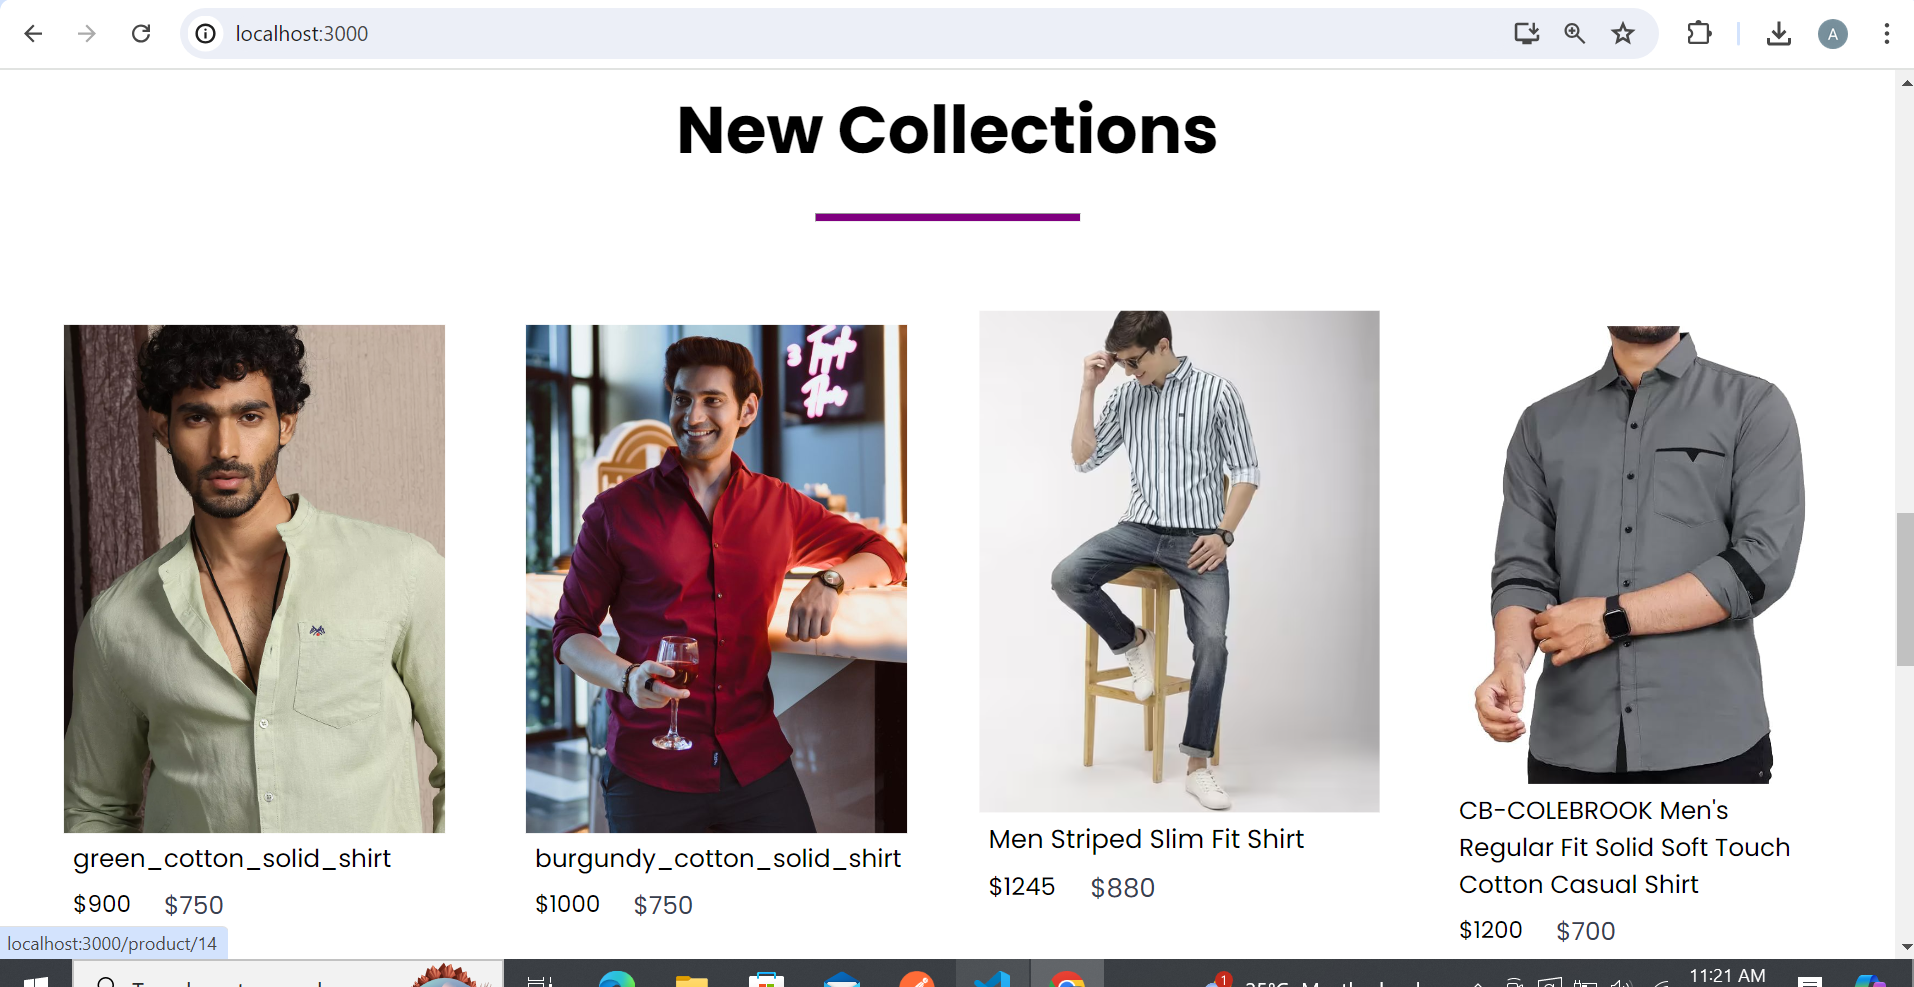 localhost:3000
A
New Collections
green_cotton_solid_shirt
$900 $750
burgundy_cotton_solid_shirt
$1000 $750
Men Striped Slim Fit Shirt
$1245 $880
CB-COLEBROOK Men's
Regular Fit Solid Soft Touch
Cotton Casual Shirt
$1200 $700
localhost:3000/product/14
1
11:21 AM